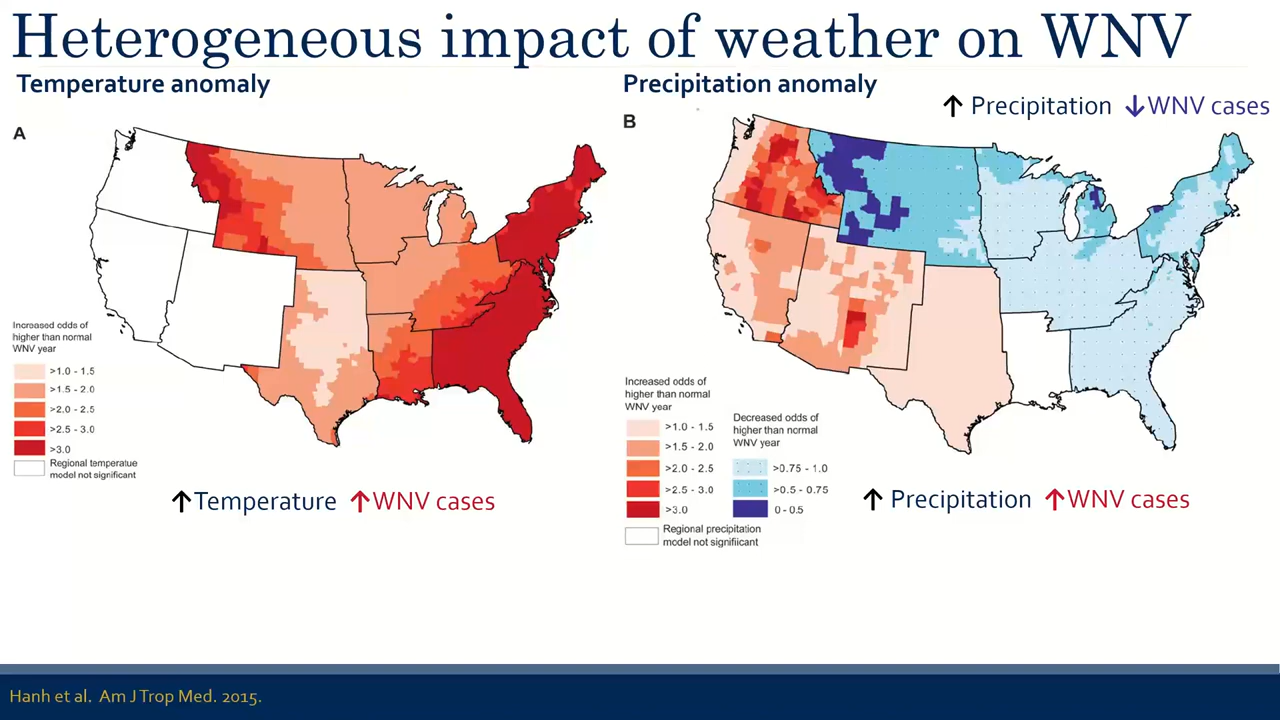 Heterogeneous impact of weather on WNV
Temperature anomaly
A
Increased odds of
higher than normal
WNV year
>1.0 - 1.5
>1.5 - 2.0
>2.0 - 2.5
>2.5 - 3.0
>3.0
Regional temperatue
model not significant
↑Temperature ↑WNV cases
Precipitation anomaly
↑ Precipitation ↓WNV cases
B
Increased odds of
higher than normal
WNV year
>1.0 - 1.5
>1.5 - 2.0
>2.0 - 2.5
>2.5 - 3.0
>3.0
Regional precipitation
model not signifiicant
Decreased odds of
higher than normal
WNV year
>0.75 - 1.0
>0.5 - 0.75
0 - 0.5
↑ Precipitation ↑WNV cases
Hanh et al. Am J Trop Med. 2015.